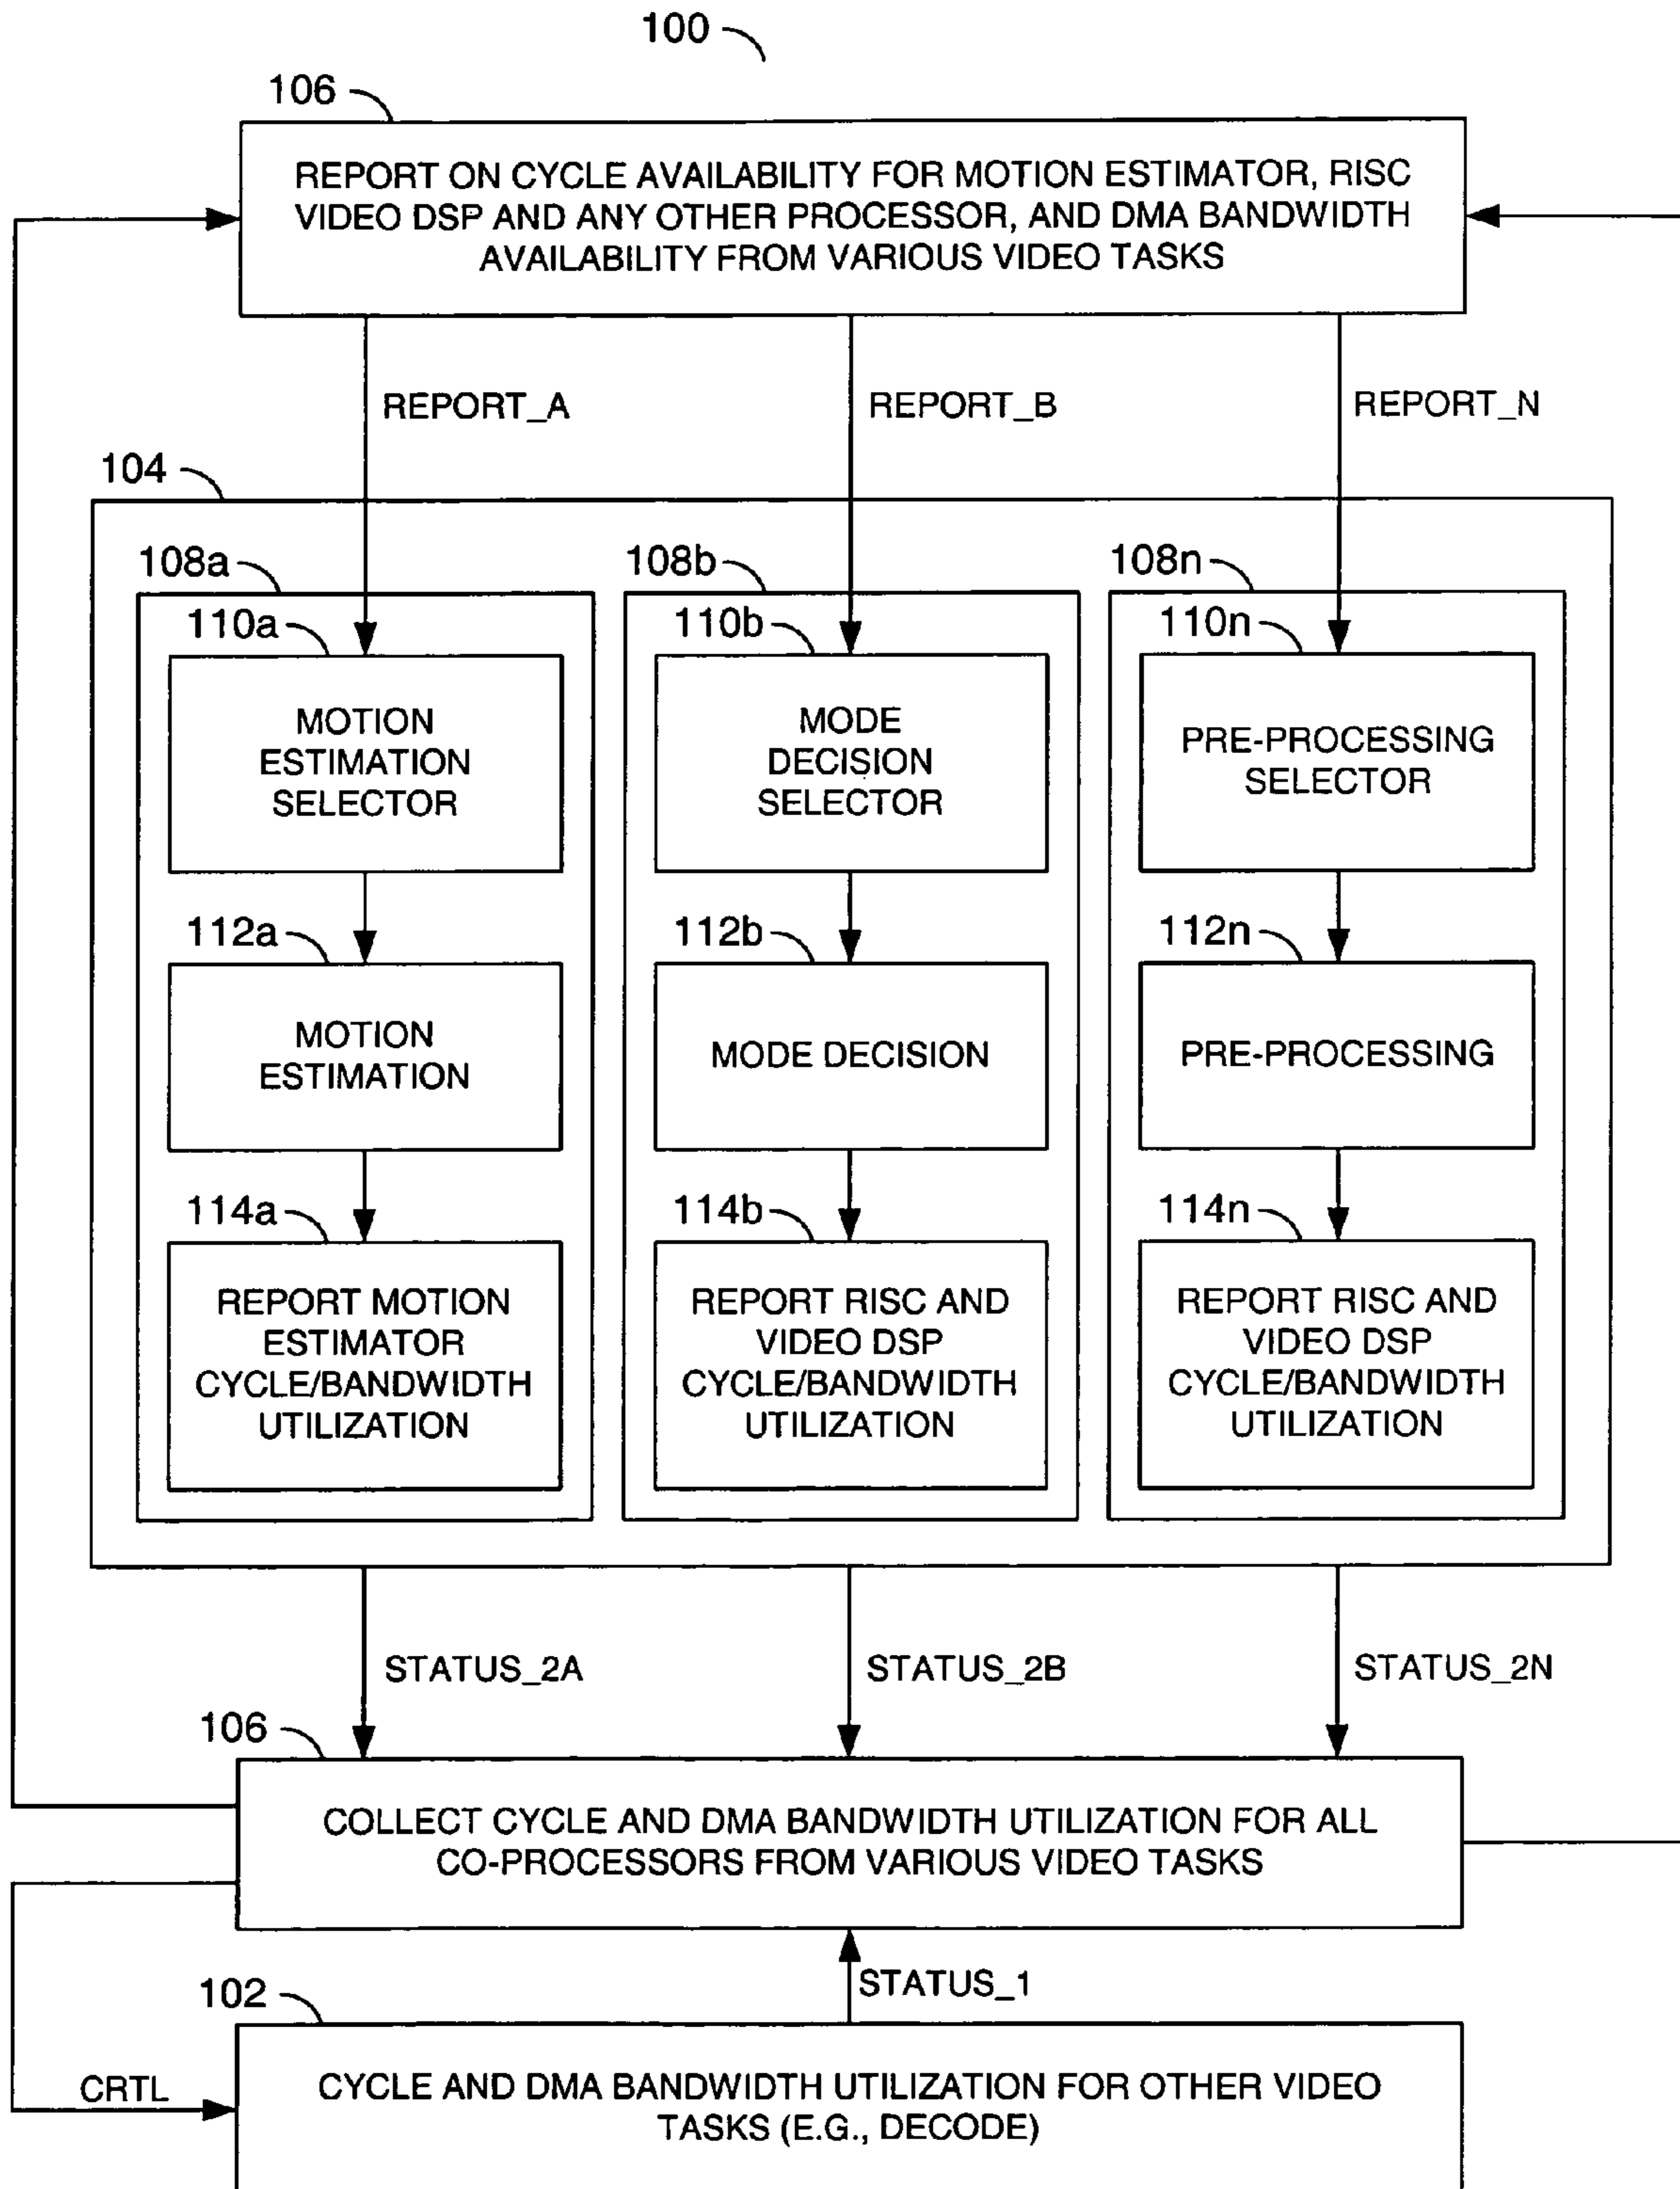 100
106
REPORT ON CYCLE AVAILABILITY FOR MOTION ESTIMATOR, RISC
VIDEO DSP AND ANY OTHER PROCESSOR, AND DMA BANDWIDTH
AVAILABILITY FROM VARIOUS VIDEO TASKS
REPORT_A
REPORT_B
REPORT_N
104
108a
108b
108n
110a
110b
110n
MOTION
ESTIMATION
SELECTOR
MODE
DECISION
SELECTOR
PRE-PROCESSING
SELECTOR
112a
112b
112n
MOTION
ESTIMATION
MODE DECISION
PRE-PROCESSING
114a
114b
114n
REPORT MOTION
ESTIMATOR
CYCLE/BANDWIDTH
UTILIZATION
REPORT RISC AND
VIDEO DSP
CYCLE/BANDWIDTH
UTILIZATION
REPORT RISC AND
VIDEO DSP
CYCLE/BANDWIDTH
UTILIZATION
STATUS_2A
STATUS_2B
STATUS_2N
106
COLLECT CYCLE AND DMA BANDWIDTH UTILIZATION FOR ALL
CO-PROCESSORS FROM VARIOUS VIDEO TASKS
STATUS_1
102
CRTL
CYCLE AND DMA BANDWIDTH UTILIZATION FOR OTHER VIDEO
TASKS (E.G., DECODE)